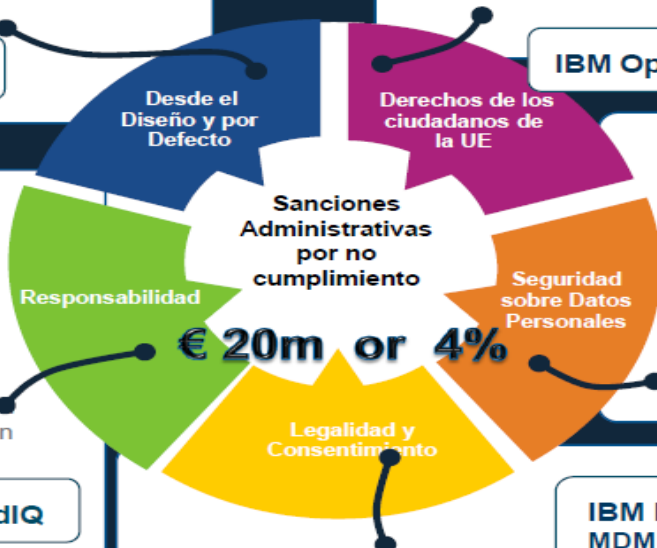 IBM Op
Desde el
Diseño y por
Defecto
Derechos de los
ciudadanos de
la UE
Sanciones
Administrativas
por no
cumplimiento
Responsabilidad
Seguridad
sobre Datos
Personales
€ 20m or 4%
Legalidad y
Consentimiento
n
dIQ
IBM
MDM